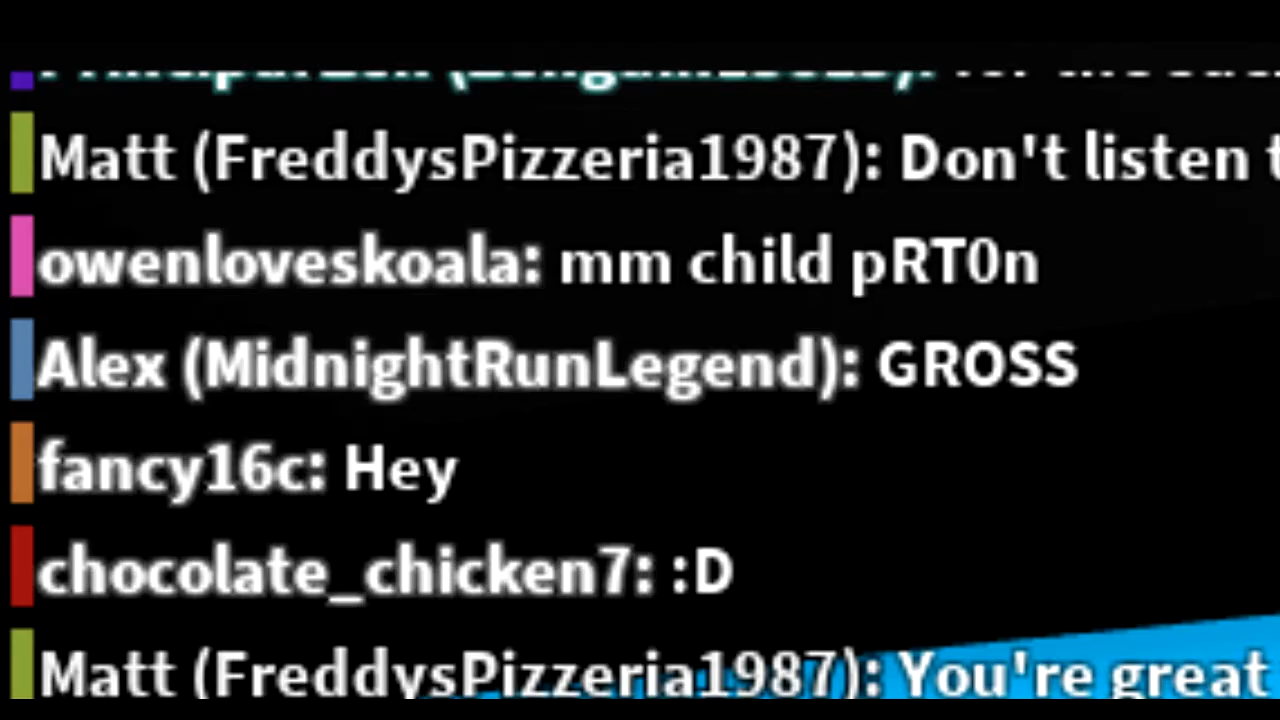 Matt (FreddysPizzeria1987): Don't listen
owenloveskoala: mm child pRT0n
Alex (MidnightRunLegend): GROSS
fancy16c: Hey
chocolate_chicken7: :D
Matt (FreddysPizzeria1987): You're great